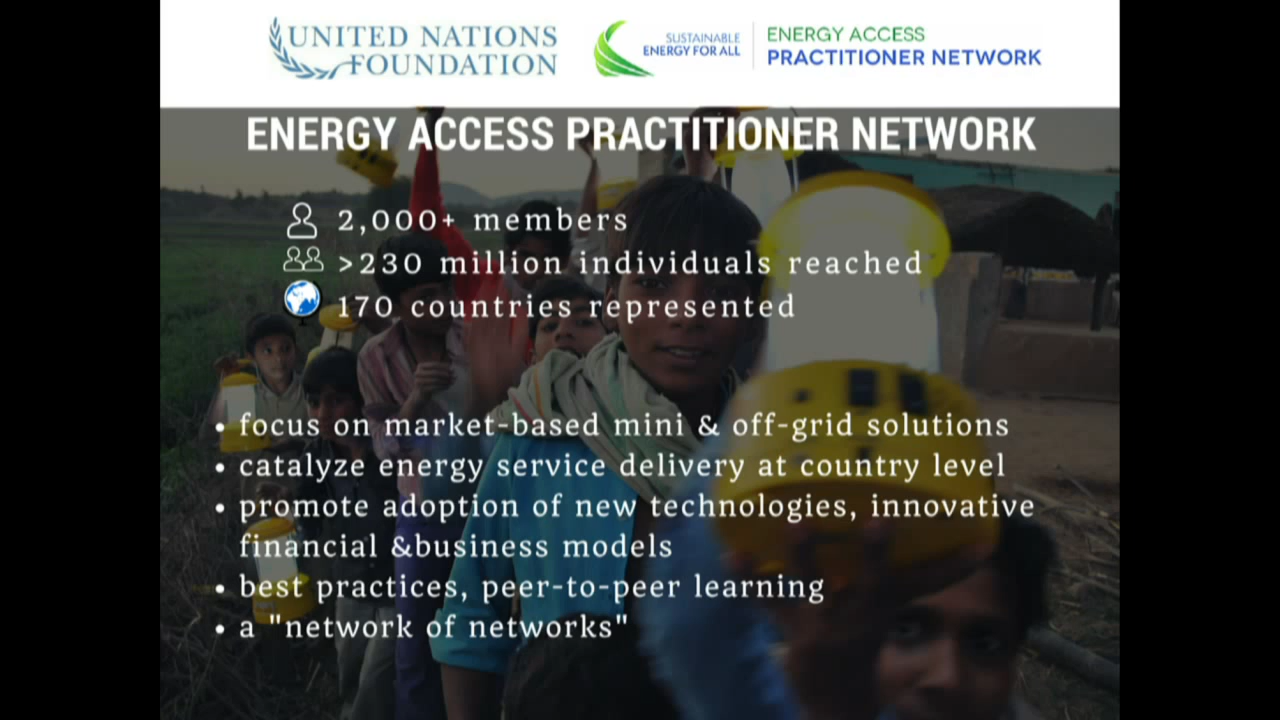 UNITED NATIONS
FOUNDATION
SUSTAINABLE
ENERGY FOR ALL
ENERGY ACCESS
PRACTITIONER NETWORK
ENERGY ACCESS PRACTITIONER NETWORK
2,000+ members
>230 million individuals reached
170 countries represented
• focus on market-based mini & off-grid solutions
• catalyze energy service delivery at country level
• promote adoption of new technologies, innovative
financial &business models
• best practices, peer-to-peer learning
• a "network of networks"